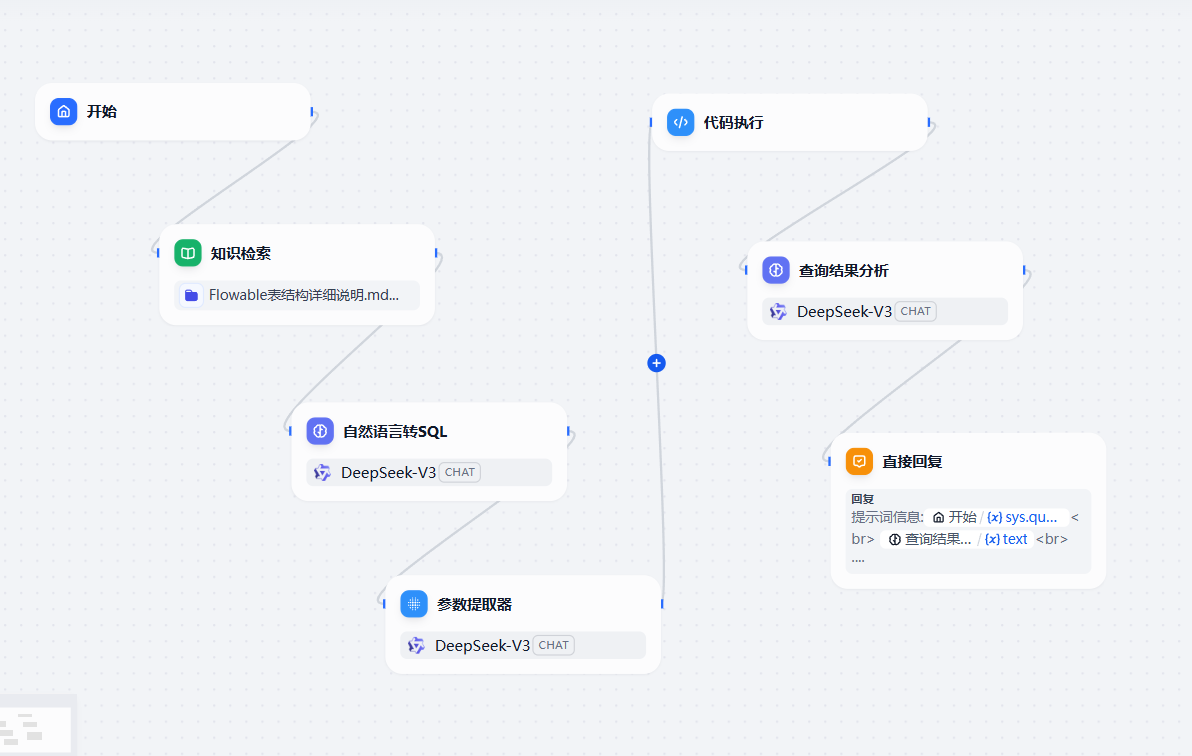 开始
知识检索
Flowable表结构详细说明.md...
自然语言转SQL
DeepSeek-V3 CHAT
参数提取器
DeepSeek-V3 CHAT
代码执行
查询结果分析
DeepSeek-V3 CHAT
直接回复
回复
提示词信息: 开始 / {x} sys.qu... <
br> 查询结果... / {x} text <br>
....